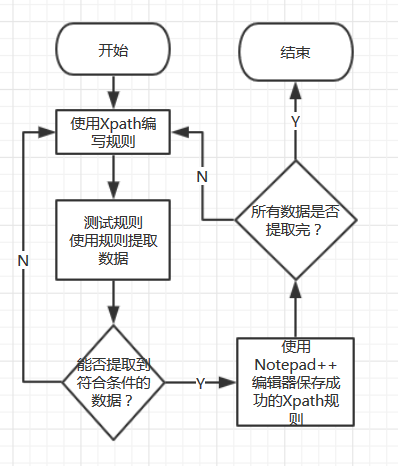 开始
使用Xpath编
写规则
测试规则
使用规则提取
数据
能否提取到
符合条件的
数据？
N
Y
使用
Notepad++
编辑器保存成
功的Xpath规
则
所有数据是否
提取完？
N
Y
结束